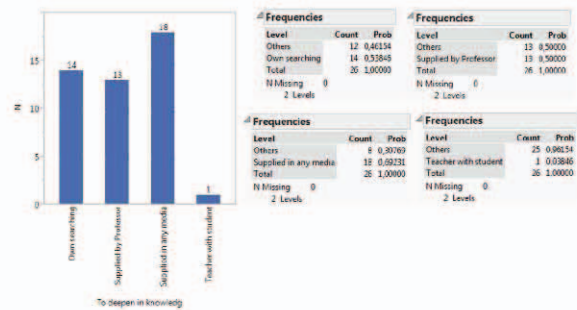 18
15
14
13
10
N
5
1
0
Own searching
Supplied by Profesor
Supplied in any media
Teacher with student
To deepen in knowledg
Frequencies
Level Count Prob
Others 12 0,46154
Own searching 14 0,53846
Total 26 1,00000
N Missing 0
2 Levels
Frequencies
Level Count Prob
Others 13 0,50000
Supplied by Profesor 13 0,50000
Total 26 1,00000
N Missing 0
2 Levels
Frequencies
Level Count Prob
Others 8 0,30769
Supplied in any media 18 0,69231
Total 26 1,00000
N Missing 0
2 Levels
Frequencies
Level Count Prob
Others 25 0,96154
Teacher with student 1 0,03846
Total 26 1,00000
N Missing 0
2 Levels